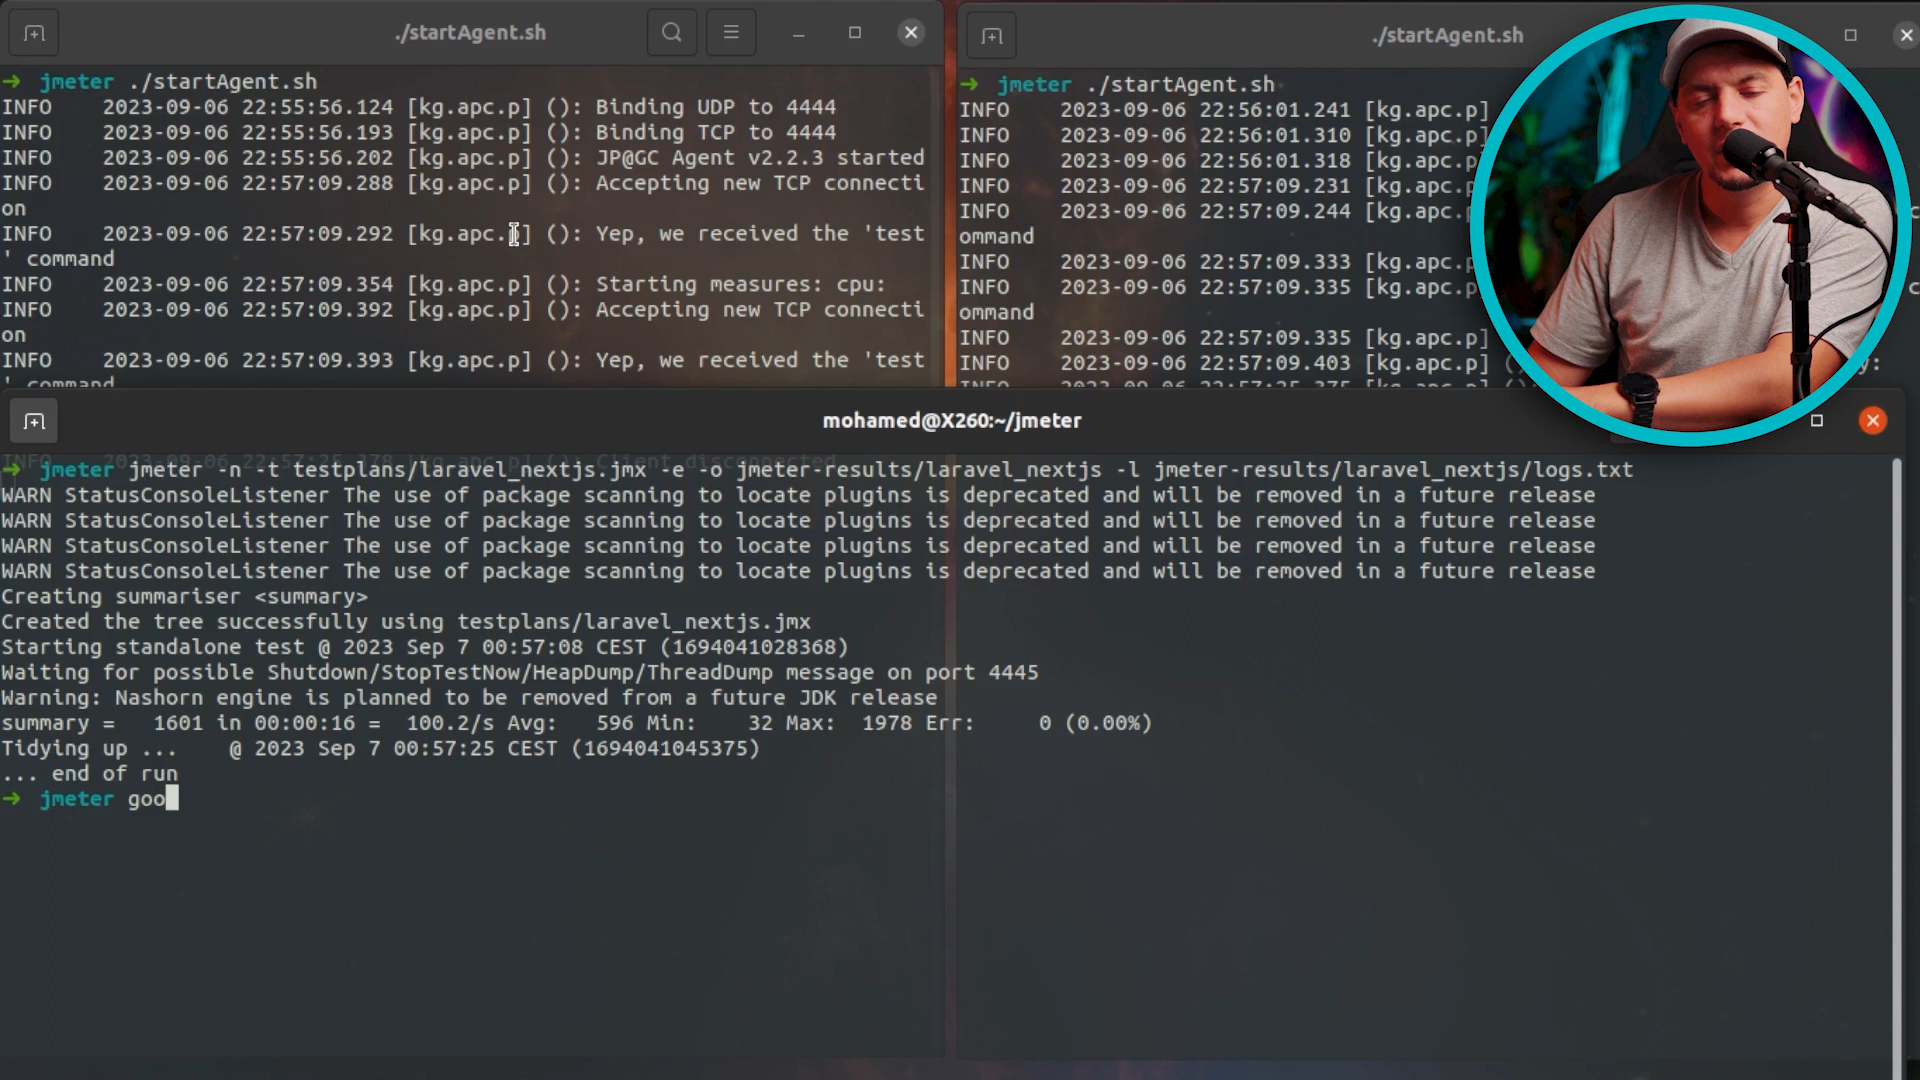 ./startAgent.sh
➜ jmeter ./startAgent.sh
INFO    2023-09-06 22:55:56.124 [kg.apc.p] (): Binding UDP to 4444
INFO    2023-09-06 22:55:56.193 [kg.apc.p] (): Binding TCP to 4444
INFO    2023-09-06 22:55:56.202 [kg.apc.p] (): JP@GC Agent v2.2.3 started
INFO    2023-09-06 22:57:09.288 [kg.apc.p] (): Accepting new TCP connecti
on
INFO    2023-09-06 22:57:09.292 [kg.apc.p] (): Yep, we received the 'test
' command
INFO    2023-09-06 22:57:09.354 [kg.apc.p] (): Starting measures: cpu:
INFO    2023-09-06 22:57:09.392 [kg.apc.p] (): Accepting new TCP connecti
on
INFO    2023-09-06 22:57:09.393 [kg.apc.p] (): Yep, we received the 'test
' command
./startAgent.sh
➜ jmeter ./startAgent.sh
INFO    2023-09-06 22:56:01.241 [kg.apc.p]
INFO    2023-09-06 22:56:01.310 [kg.apc.p]
INFO    2023-09-06 22:56:01.318 [kg.apc.p]
INFO    2023-09-06 22:57:09.231 [kg.apc.p
INFO    2023-09-06 22:57:09.244 [kg.apc.p c
ommand
INFO    2023-09-06 22:57:09.333 [kg.apc.p
INFO    2023-09-06 22:57:09.335 [kg.apc.p c
ommand
INFO    2023-09-06 22:57:09.335 [kg.apc.p]
INFO    2023-09-06 22:57:09.403 [kg.apc.p] ( y:
mohamed@X260:~/jmeter
➜ jmeter jmeter -n -t testplans/laravel_nextjs.jmx -e -o jmeter-results/laravel_nextjs -l jmeter-results/laravel_nextjs/logs.txt
WARN StatusConsoleListener The use of package scanning to locate plugins is deprecated and will be removed in a future release
WARN StatusConsoleListener The use of package scanning to locate plugins is deprecated and will be removed in a future release
WARN StatusConsoleListener The use of package scanning to locate plugins is deprecated and will be removed in a future release
WARN StatusConsoleListener The use of package scanning to locate plugins is deprecated and will be removed in a future release
Creating summariser <summary>
Created the tree successfully using testplans/laravel_nextjs.jmx
Starting standalone test @ 2023 Sep 7 00:57:08 CEST (1694041028368)
Waiting for possible Shutdown/StopTestNow/HeapDump/ThreadDump message on port 4445
Warning: Nashorn engine is planned to be removed from a future JDK release
summary =   1601 in 00:00:16 =  100.2/s Avg:   596 Min:    32 Max:  1978 Err:     0 (0.00%)
Tidying up ...    @ 2023 Sep 7 00:57:25 CEST (1694041045375)
... end of run
➜ jmeter goo